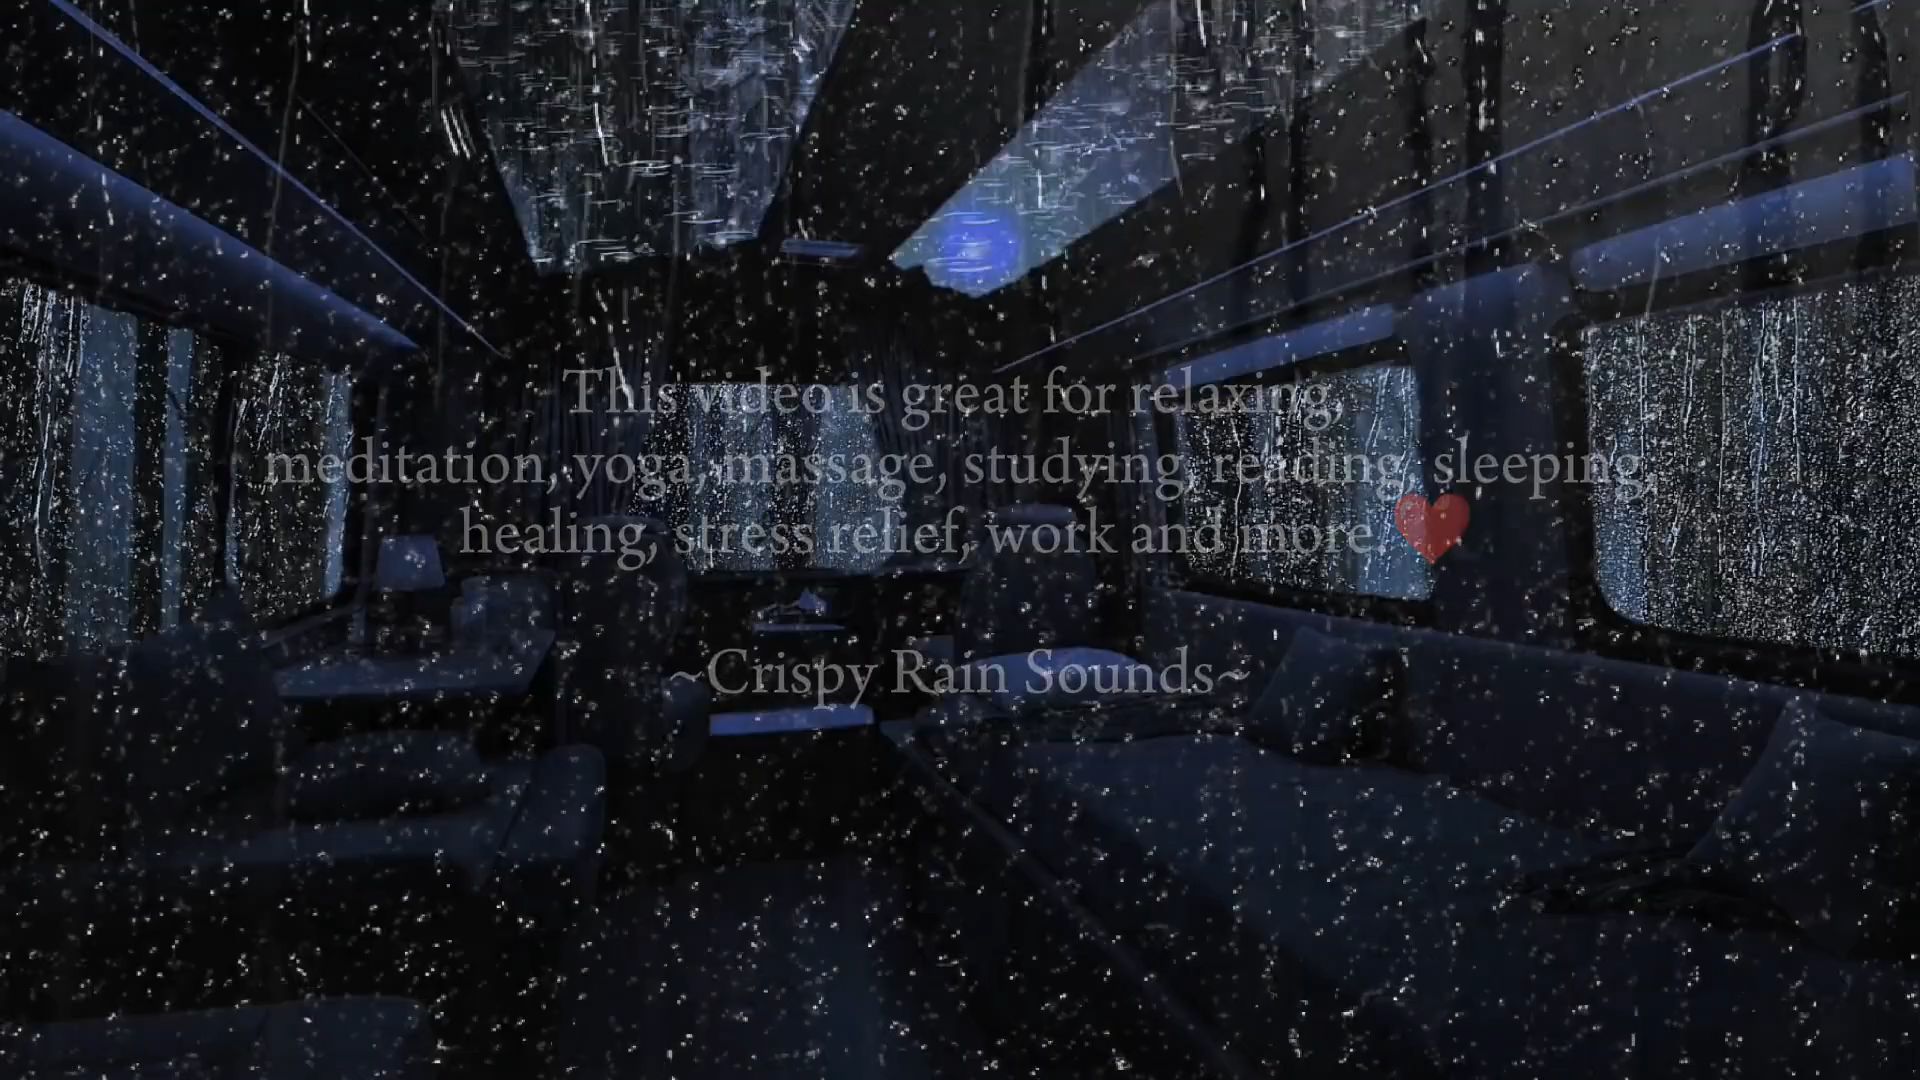 This video is great for relaxing,
meditation, yoga, massage, studying, reading, sleeping,
healing, stress relief, work and more.
~Crispy Rain Sounds~